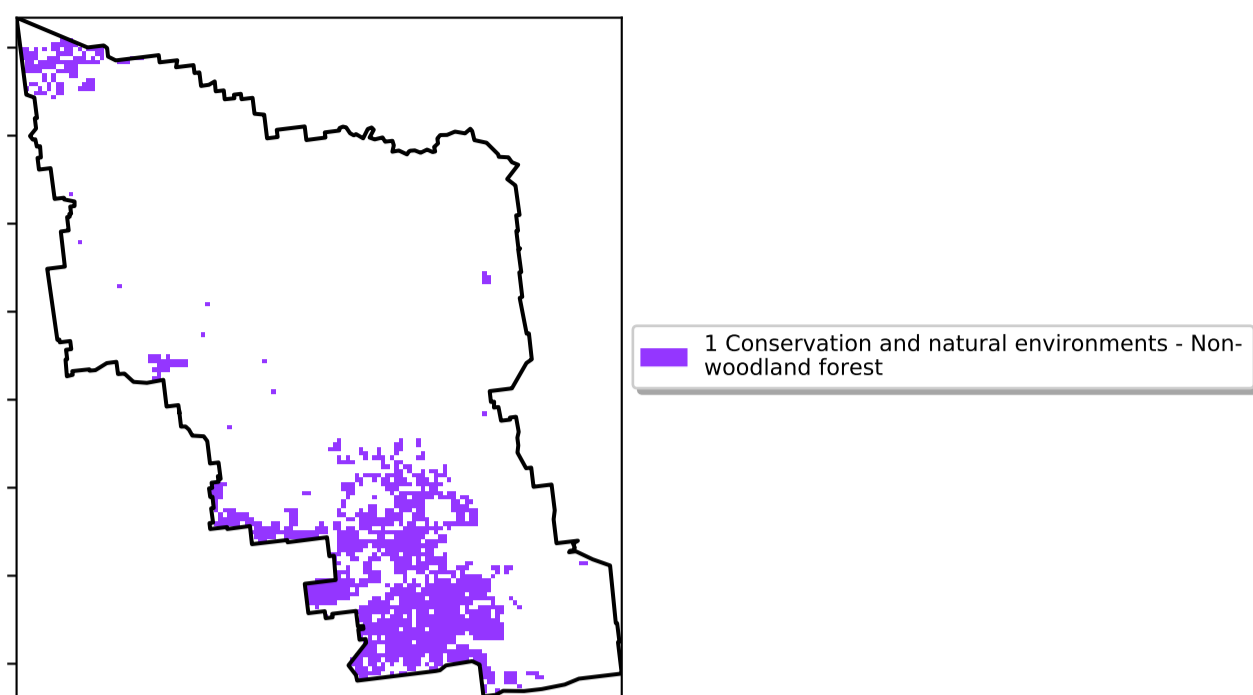 1 Conservation and natural environments - Non-
woodland forest